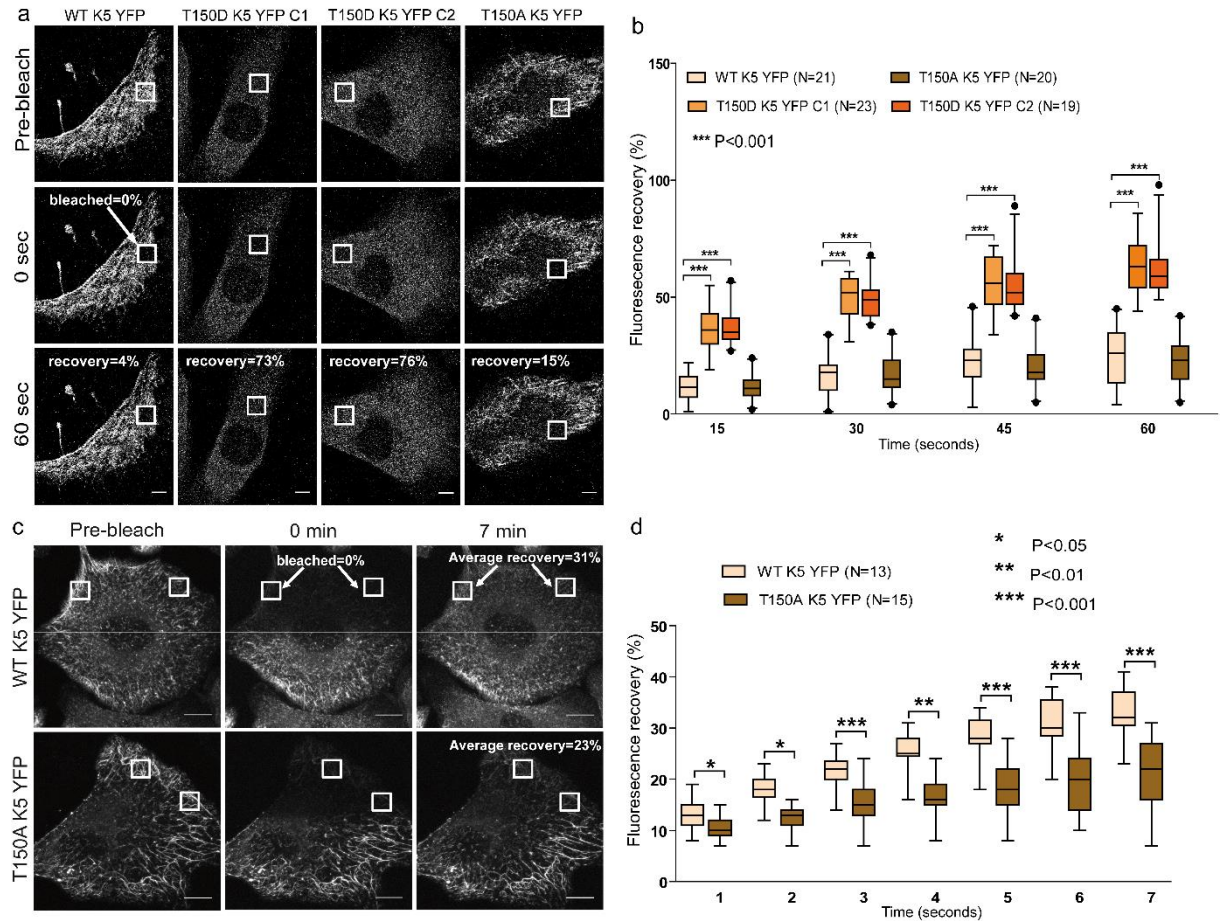 a
WT K5 YFP
T150D K5 YFP C1
T150D K5 YFP C2
T150A K5 YFP
Pre-bleach
0 sec
bleached=0%
60 sec
recovery=4%
recovery=73%
recovery=76%
recovery=15%
b
Fluoresecence recovery (%)
150
100
50
0
WT K5 YFP (N=21)
T150A K5 YFP (N=20)
T150D K5 YFP C1 (N=23)
T150D K5 YFP C2 (N=19)
*** P<0.001
*** ***
*** ***
*** ***
*** ***
15 30 45 60
Time (seconds)
c
Pre-bleach
0 min
7 min
WT K5 YFP
bleached=0%
Average recovery=31%
T150A K5 YFP
Average recovery=23%
d
* P<0.05
** P<0.01
*** P<0.001
WT K5 YFP (N=13)
T150A K5 YFP (N=15)
Fluorescence recovery (%)
50
40
30
20
10
0
* * *** ** *** *** ***
1 2 3 4 5 6 7
Time (seconds)